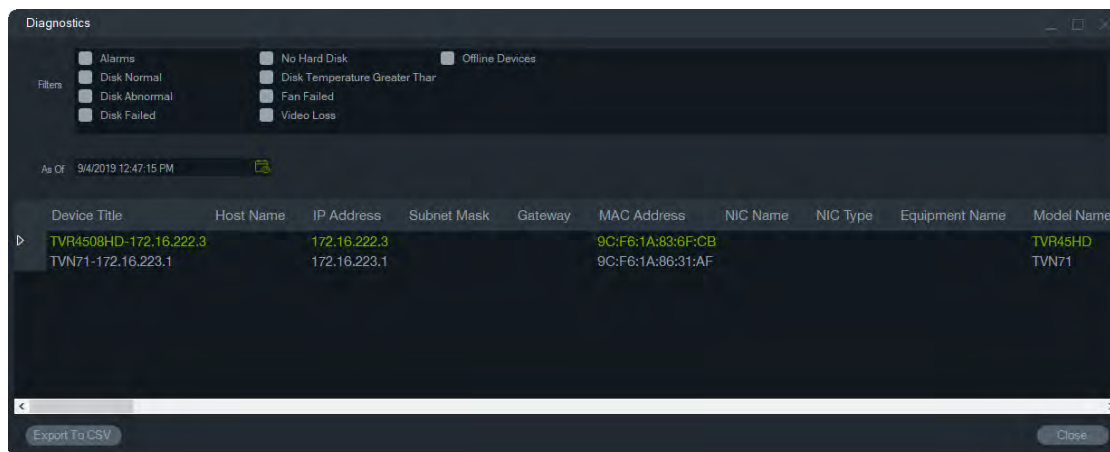 Diagnostics
Filters
Alarms No Hard Disk Offline Devices
Disk Normal Disk Temperature Greater Thar
Disk Abnormal Fan Failed
Disk Failed Video Loss
As Of 9/4/2019 12:47:15 PM
Device Title Host Name IP Address Subnet Mask Gateway MAC Address NIC Name NIC Type Equipment Name Model Name
TVR4508HD-172.16.222.3 172.16.222.3 9C:F6:1A:83:6F:CB TVR45HD
TVN71-172.16.223.1 172.16.223.1 9C:F6:1A:86:31:AF TVN71
Export To CSV Close